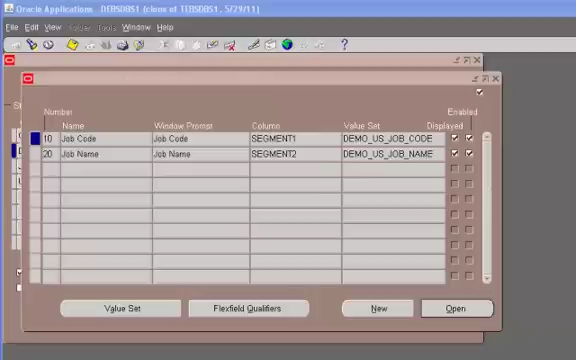 Oracle Applications - DEBSDBS1 (clone of TEBSDBS1 . 5/29/11)
File Edit View Folder Tools Window Help
?
Number
Enabled
Name Window Prompt Column Value Set Displayed
10 Job Code Job Code SEGMENT1 DEMO_US_JOB_CODE
20 Job Name Job Name SEGMENT2 DEMO_US_JOB_NAME
Value Set Flexfield Qualifiers New Open